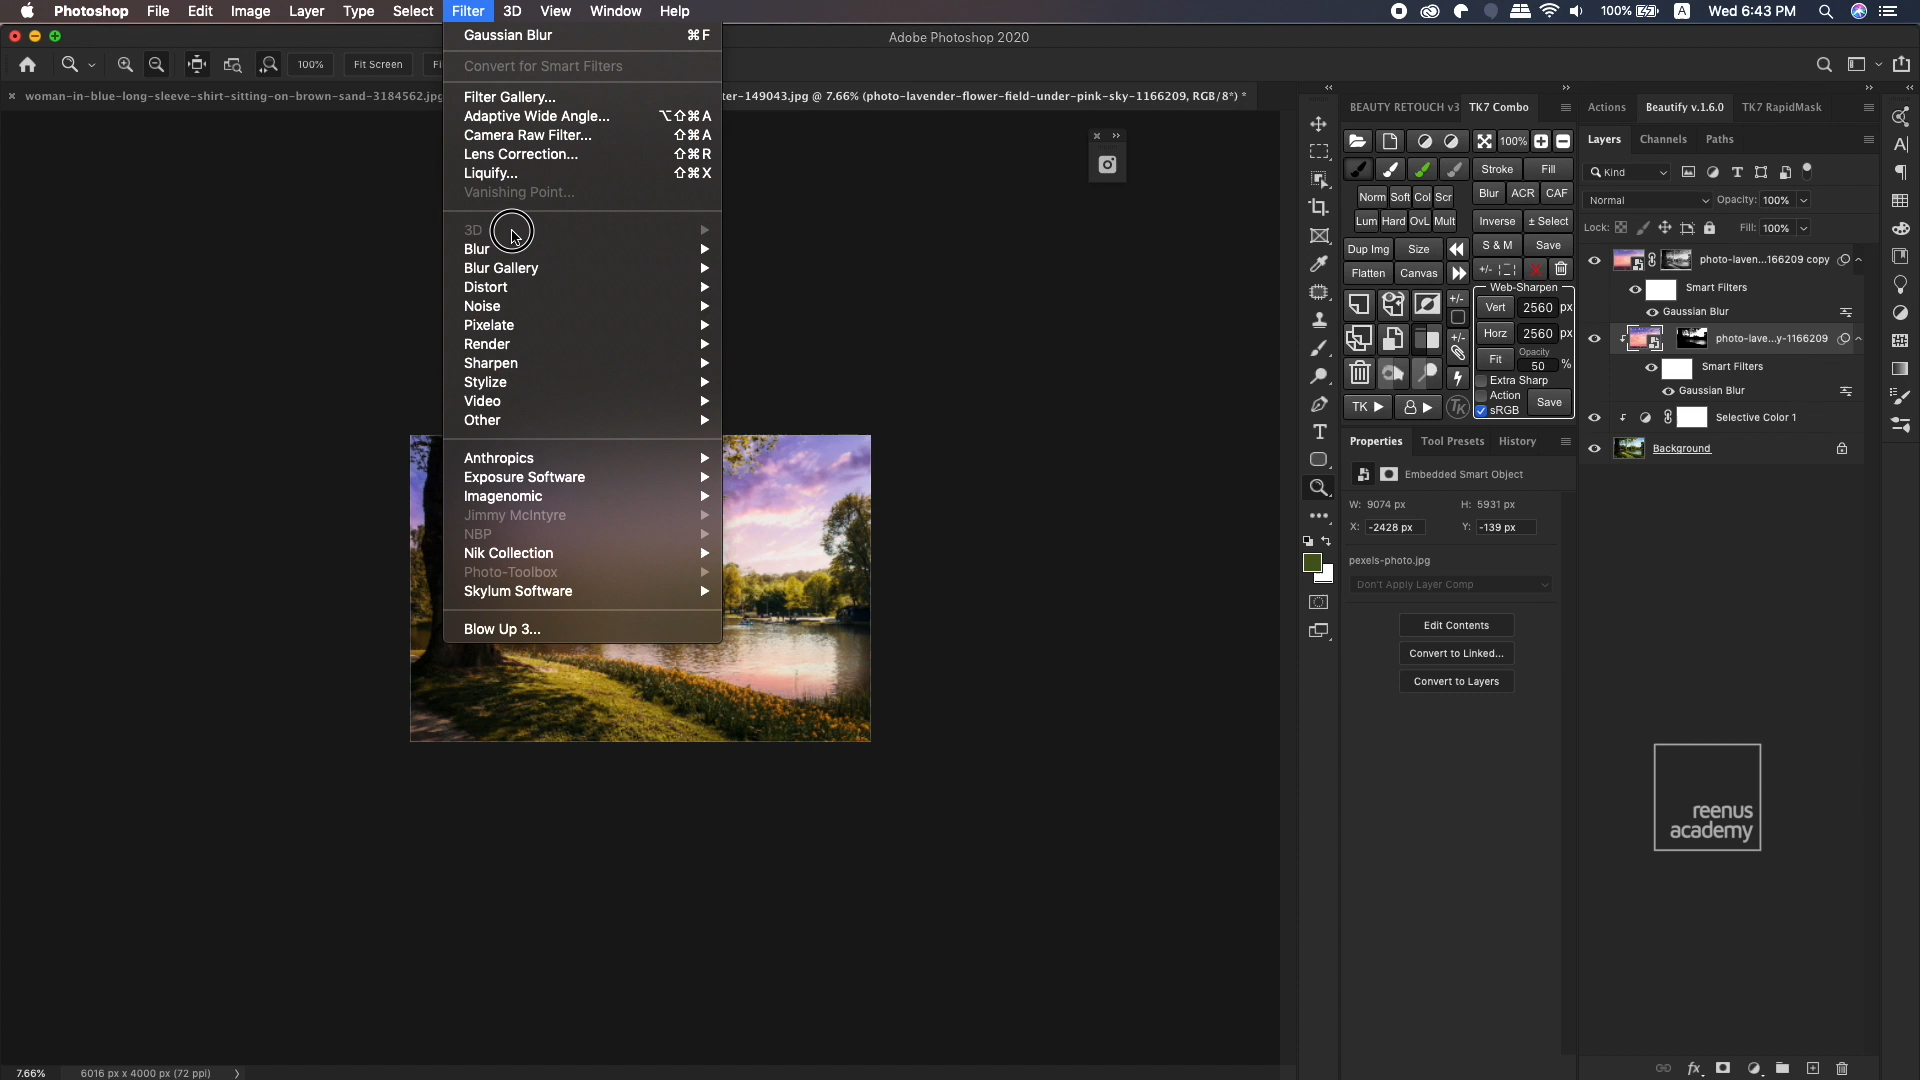 Photoshop File Edit Image Layer Type Select Filter 3D View Window Help 100% A Wed 6:43 PM
Adobe Photoshop 2020
100% Fit Screen
woman-in-blue-long-sleeve-shirt-sitting-on-brown-sand-3184562.jpg
ter-149043.jpg @ 7.66% (photo-lavender-flower-field-under-pink-sky-1166209, RGB/8*) *
Gaussian Blur ⌘F
Convert for Smart Filters
Filter Gallery...
Adaptive Wide Angle... ⌥⇧⌘A
Camera Raw Filter... ⇧⌘A
Lens Correction... ⇧⌘R
Liquify... ⇧⌘X
Vanishing Point...
3D
Blur
Blur Gallery
Distort
Noise
Pixelate
Render
Sharpen
Stylize
Video
Other
Anthropics
Exposure Software
Imagenomic
Jimmy McIntyre
NBP
Nik Collection
Photo-Toolbox
Skylum Software
Blow Up 3...
7.66% 6016 px x 4000 px (72 ppi)
BEAUTY RETOUCH v3 TK7 Combo
100%
Stroke Fill
Norm Soft Col Scr Blur ACR CAF
Lum Hard OvL Mult Inverse ± Select
Dup Img Size S & M Save
Flatten Canvas +/-
Web-Sharpen
+/- Vert 2560 px
+/- Horz 2560 px
Fit Opacity 50 %
Extra Sharp
Action
sRGB Save
TK TK
Properties Tool Presets History
Embedded Smart Object
W: 9074 px H: 5931 px
X: -2428 px Y: -139 px
pexels-photo.jpg
Don't Apply Layer Comp
Edit Contents
Convert to Linked...
Convert to Layers
Actions Beautify v.1.6.0 TK7 RapidMask
Layers Channels Paths
Kind
Normal Opacity: 100%
Lock: Fill: 100%
photo-laven...166209 copy
Smart Filters
Gaussian Blur
photo-lave...y-1166209
Smart Filters
Gaussian Blur
Selective Color 1
Background
reenus
academy
fx